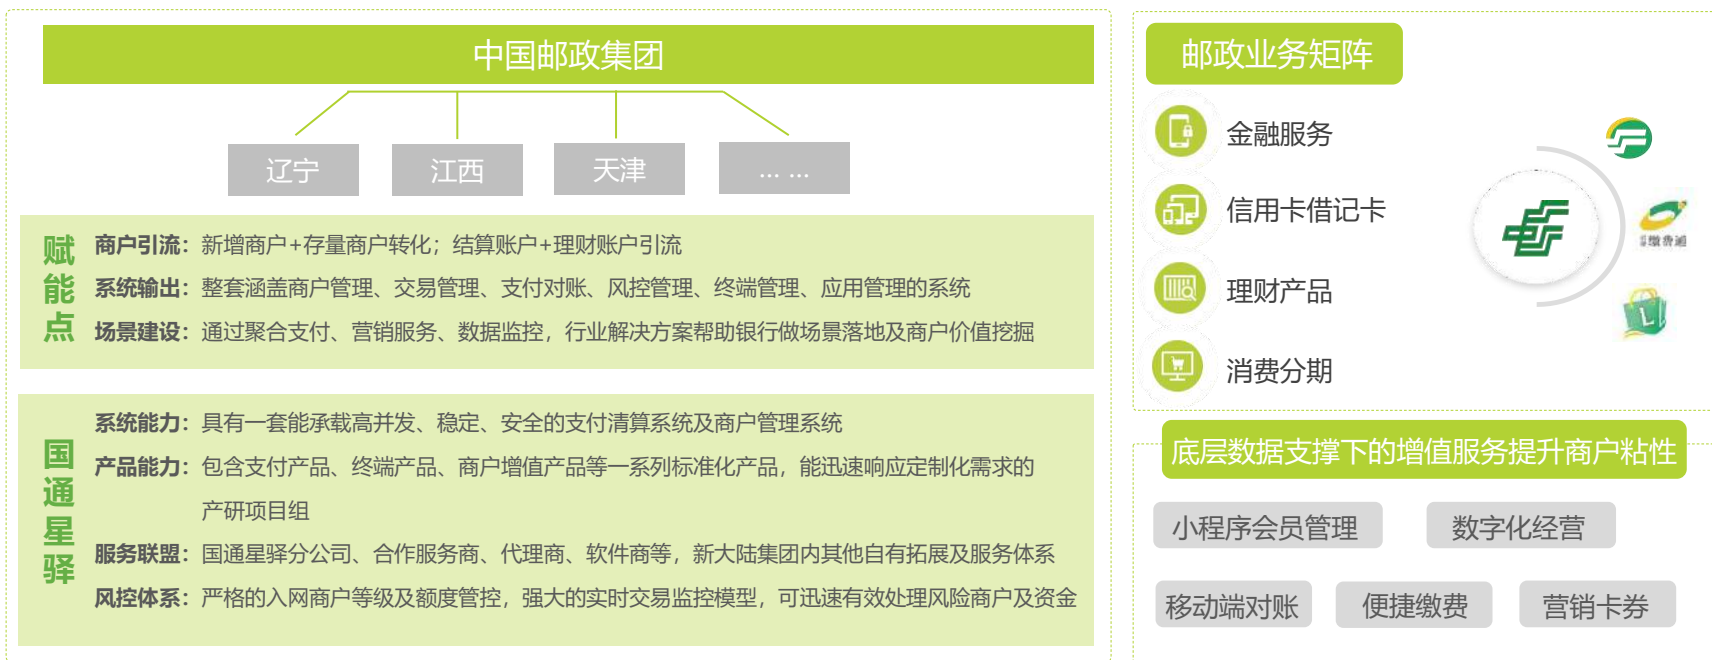 中国邮政集团
辽宁
江西
天津
... ...
赋能点
商户引流：新增商户+存量商户转化；结算账户+理财账户引流
系统输出：整套涵盖商户管理、交易管理、支付对账、风控管理、终端管理、应用管理的系统
场景建设：通过聚合支付、营销服务、数据监控，行业解决方案帮助银行做场景落地及商户价值挖掘
国通星驿
系统能力：具有一套能承载高并发、稳定、安全的支付清算系统及商户管理系统
产品能力：包含支付产品、终端产品、商户增值产品等一系列标准化产品，能迅速响应定制化需求的
产研项目组
服务联盟：国通星驿分公司、合作服务商、代理商、软件商等，新大陆集团内其他自有拓展及服务体系
风控体系：严格的入网商户等级及额度管控，强大的实时交易监控模型，可迅速有效处理风险商户及资金
邮政业务矩阵
金融服务
信用卡借记卡
理财产品
消费分期
缴费通
底层数据支撑下的增值服务提升商户粘性
小程序会员管理
数字化经营
移动端对账
便捷缴费
营销卡券